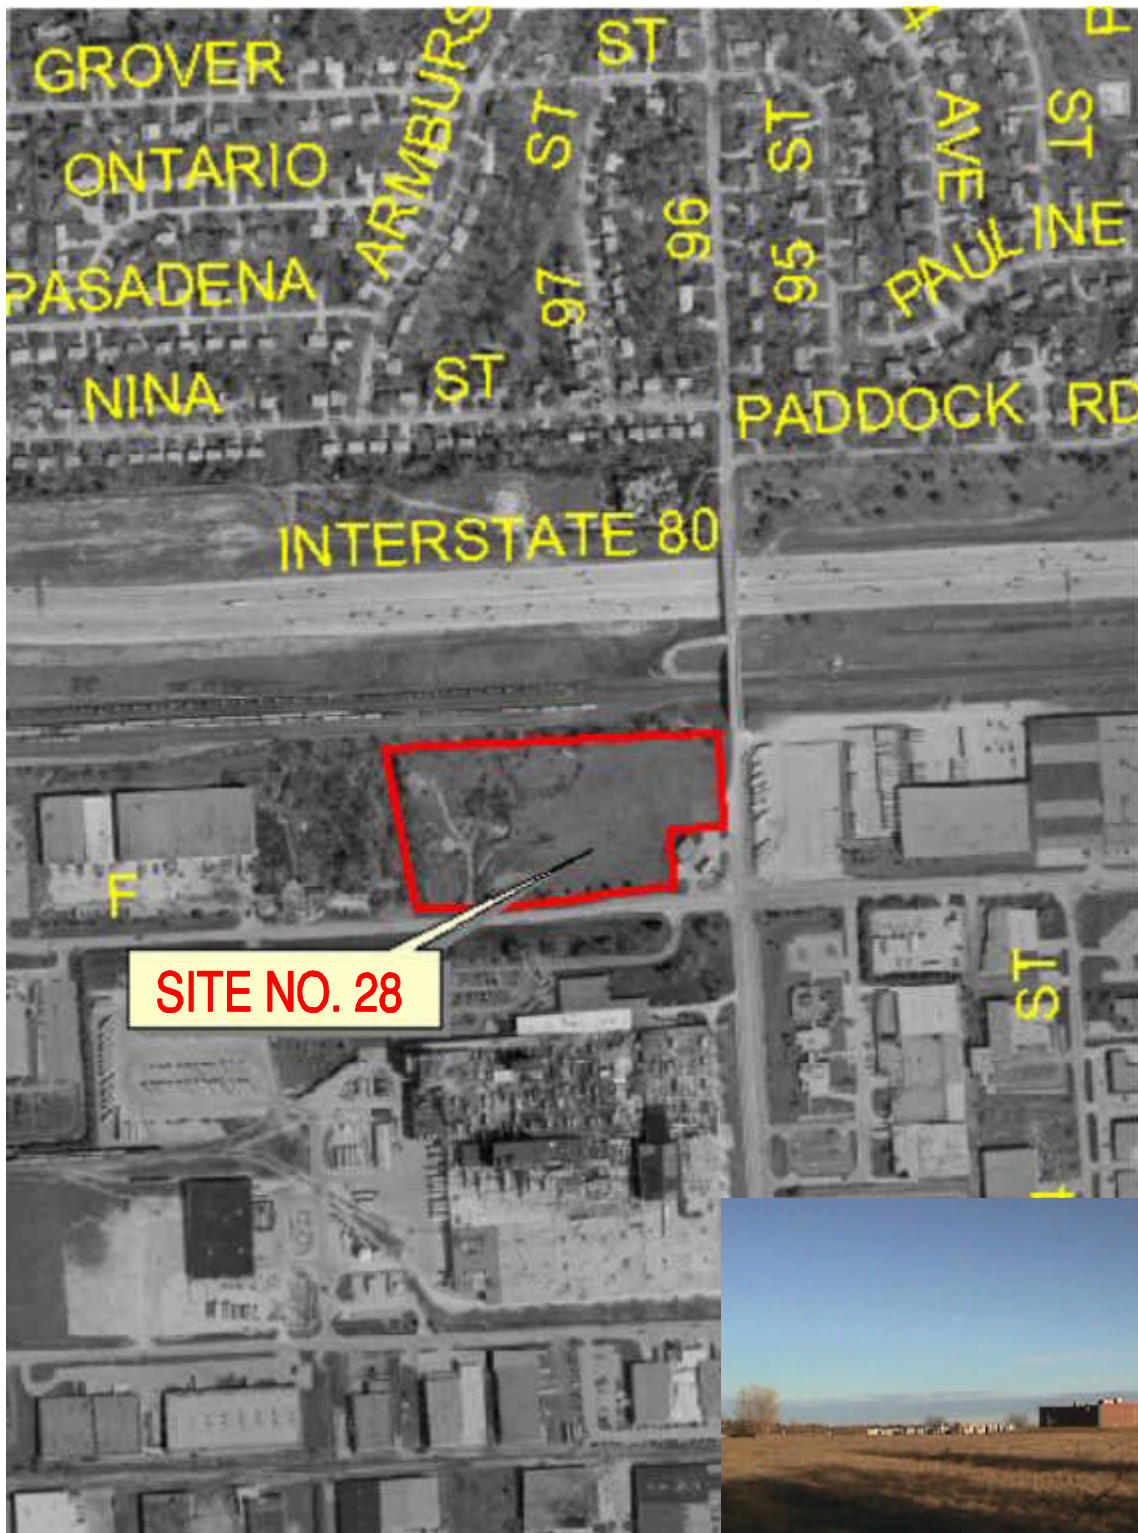 GROVER ST
ARMBURS
ONTARIO
ST
ST
AVE
ST
96
PASADENA
97
95
PAULINE
NINA ST
PADDOCK RD
INTERSTATE 80
F ST
SITE NO. 28